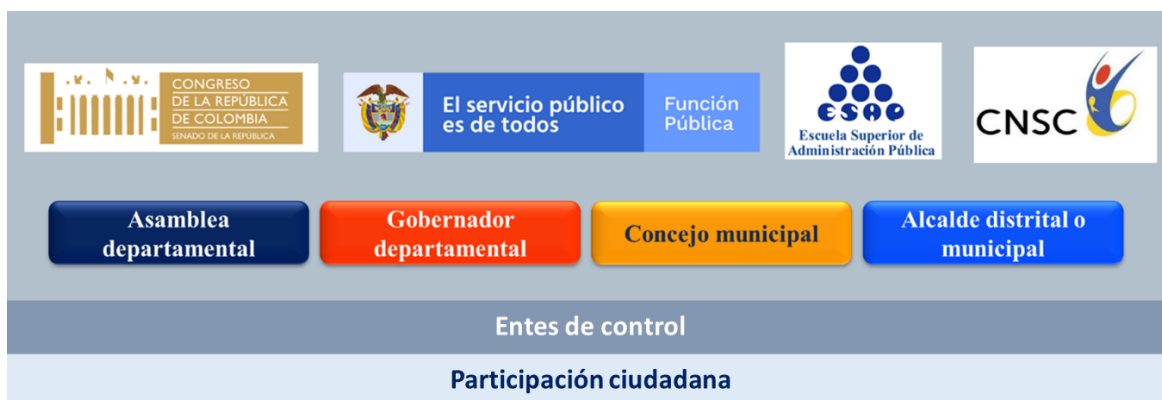 CONGRESO
DE LA REPÚBLICA
DE COLOMBIA
SENADO DE LA REPÚBLICA
El servicio público
es de todos
Función
Pública
ESAP
Escuela Superior de
Administración Pública
CNSC
Asamblea
departamental
Gobernador
departamental
Concejo municipal
Alcalde distrital o
municipal
Entes de control
Participación ciudadana